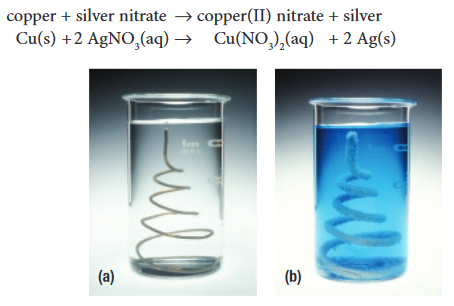 copper + silver nitrate → copper(II) nitrate + silver
Cu(s) +2 AgNO₃(aq) → Cu(NO₃)₂(aq) + 2 Ag(s)
(a)
(b)